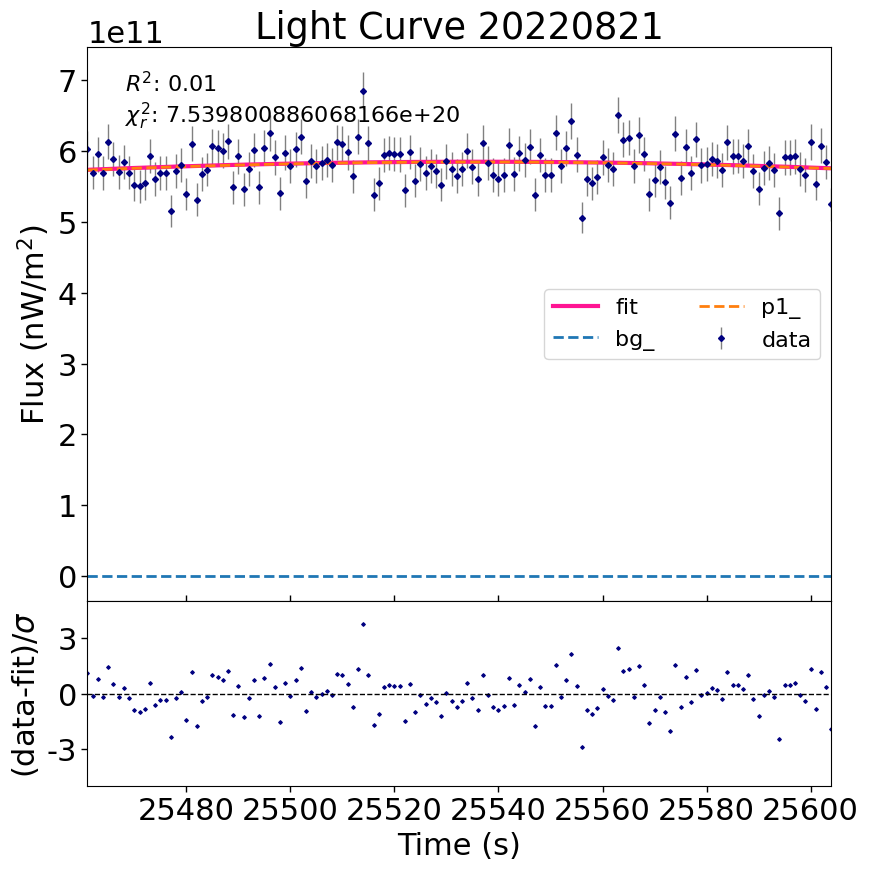 Light Curve 20220821
1e11
R²: 0.01
χ²ᵣ: 7.539800886068166e+20
7
6
5
4
3
2
1
0
Flux (nW/m²)
fit
bg_
p1_
data
3
0
-3
(data-fit)/σ
25480 25500 25520 25540 25560 25580 25600
Time (s)